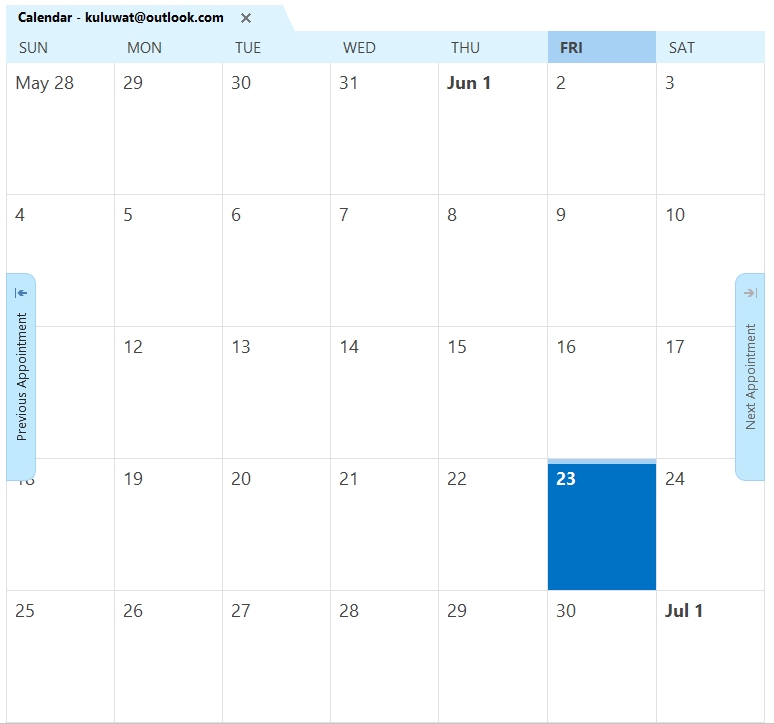 Calendar - kuluwat@outlook.com
SUN MON TUE WED THU FRI SAT
May 28 29 30 31 Jun 1 2 3
4 5 6 7 8 9 10
Previous Appointment
Next Appointment
12 13 14 15 16 17
18 19 20 21 22 23 24
25 26 27 28 29 30 Jul 1